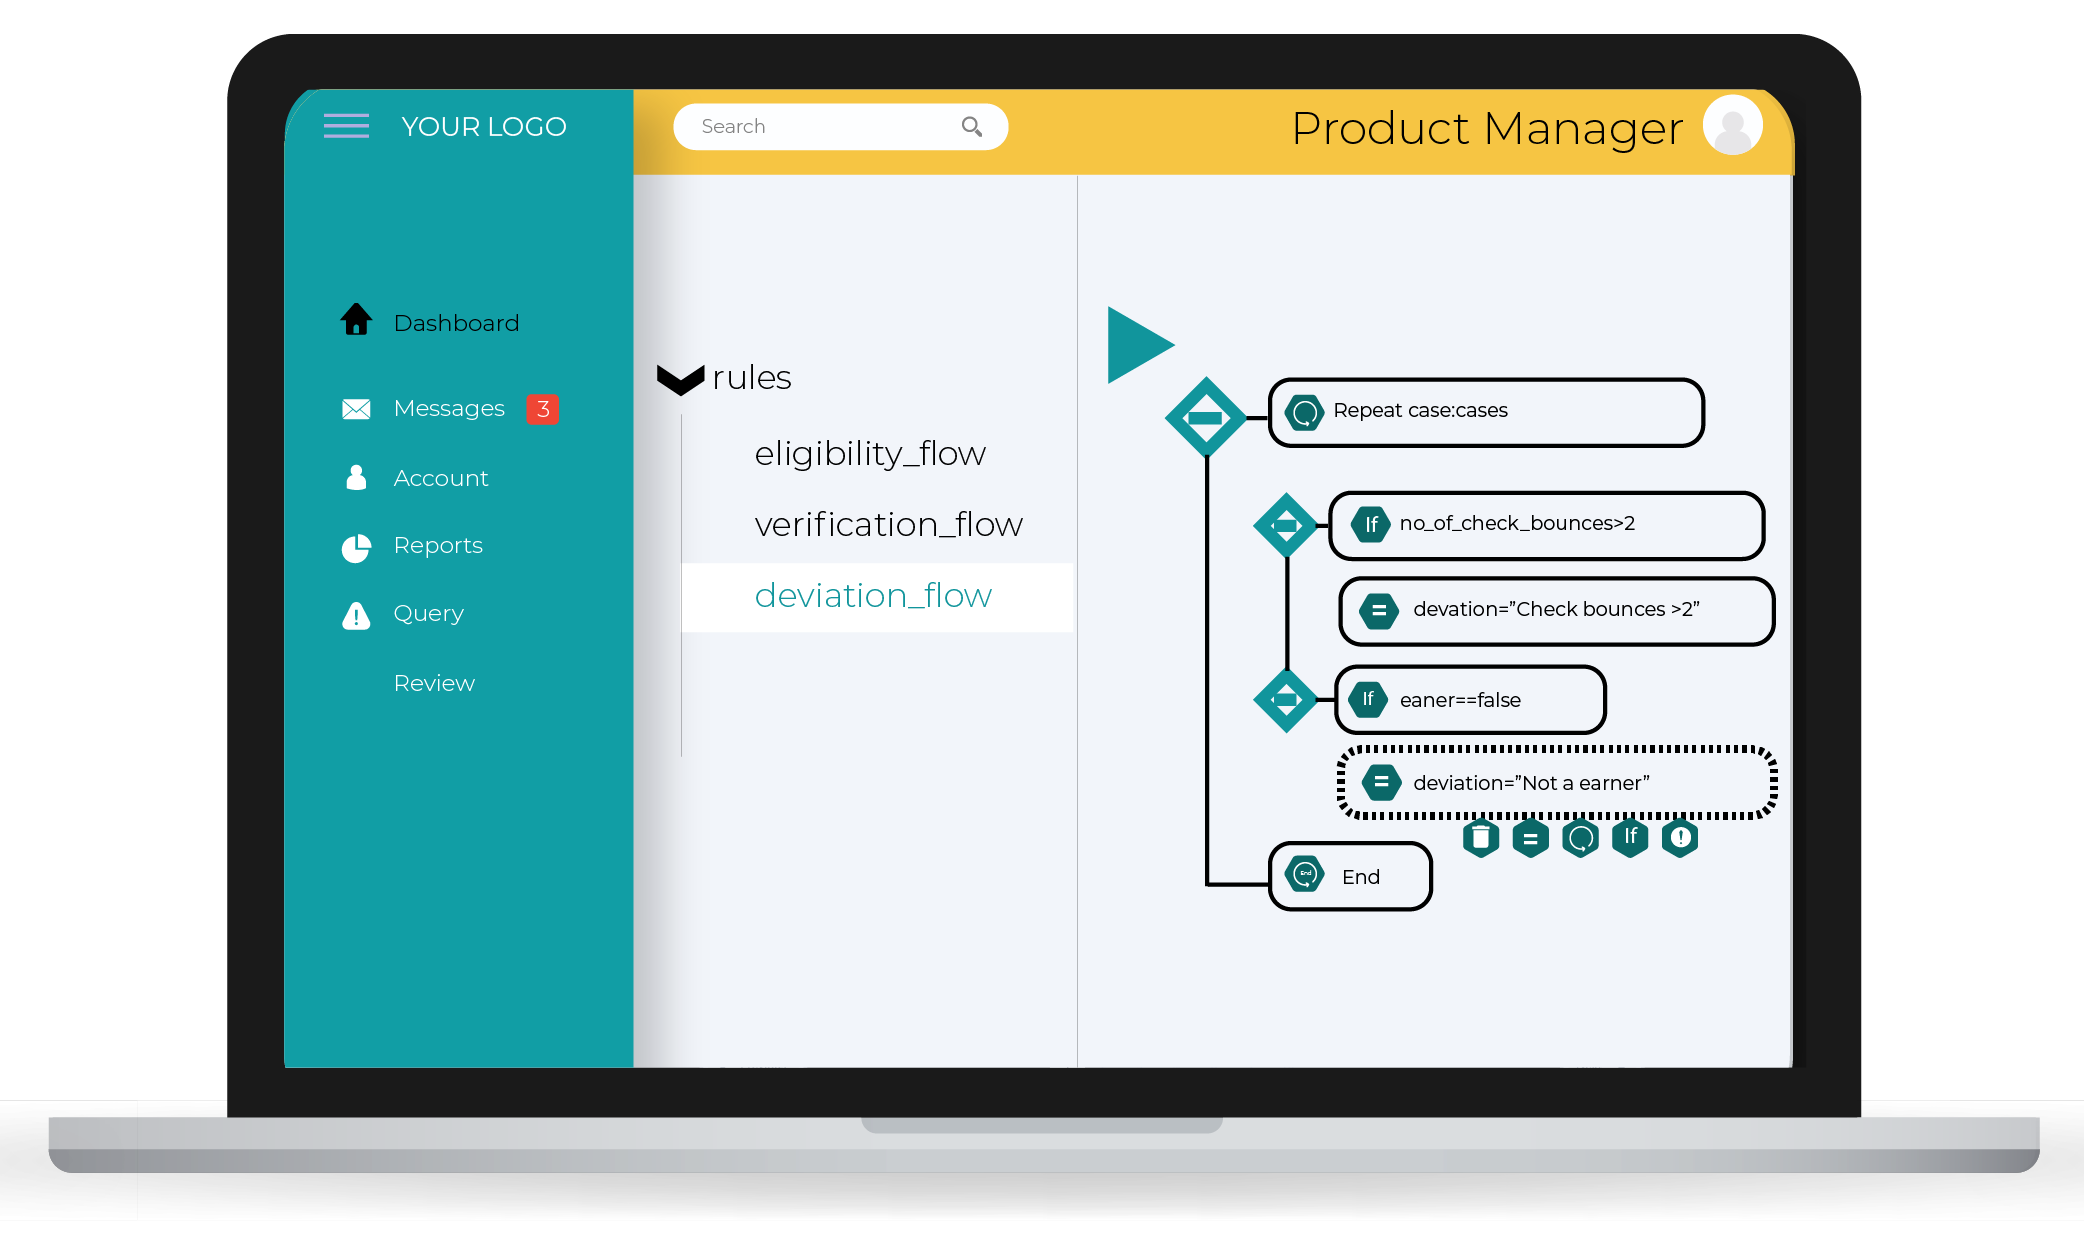 YOUR LOGO
Search
Product Manager
Dashboard
Messages 3
Account
Reports
Query
Review
rules
eligibility_flow
verification_flow
deviation_flow
Repeat case:cases
If no_of_check_bounces>2
= devation=”Check bounces >2”
If eaner==false
= deviation=”Not a earner”
= If !
End End